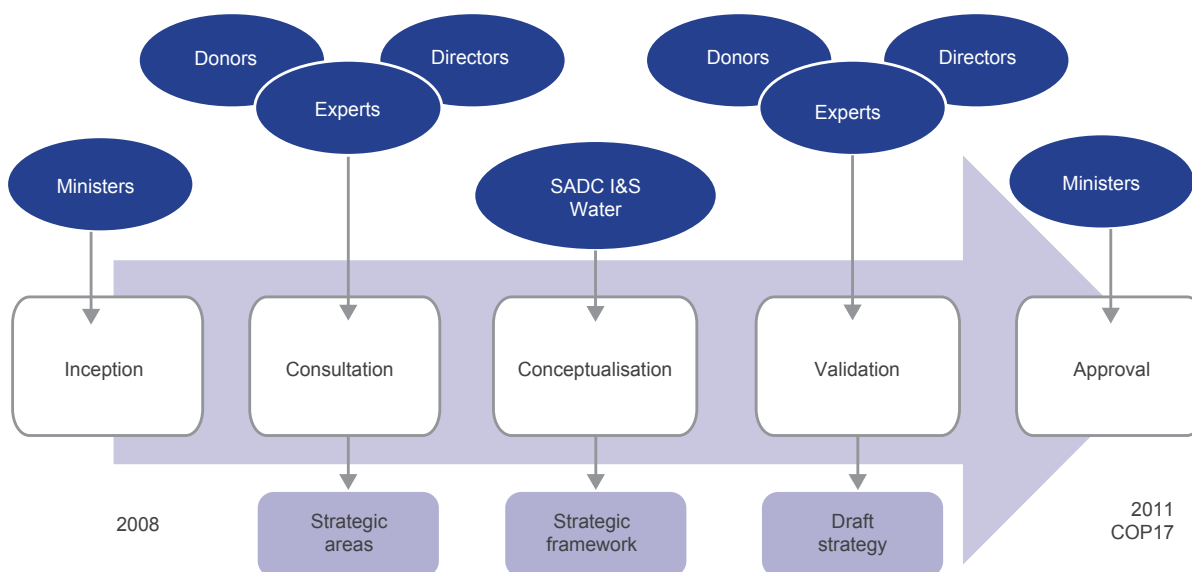 Donors
Directors
Experts
Donors
Directors
Experts
Ministers
SADC I&S
Water
Ministers
Inception
Consultation
Conceptualisation
Validation
Approval
2008
Strategic
areas
Strategic
framework
Draft
strategy
2011
COP17